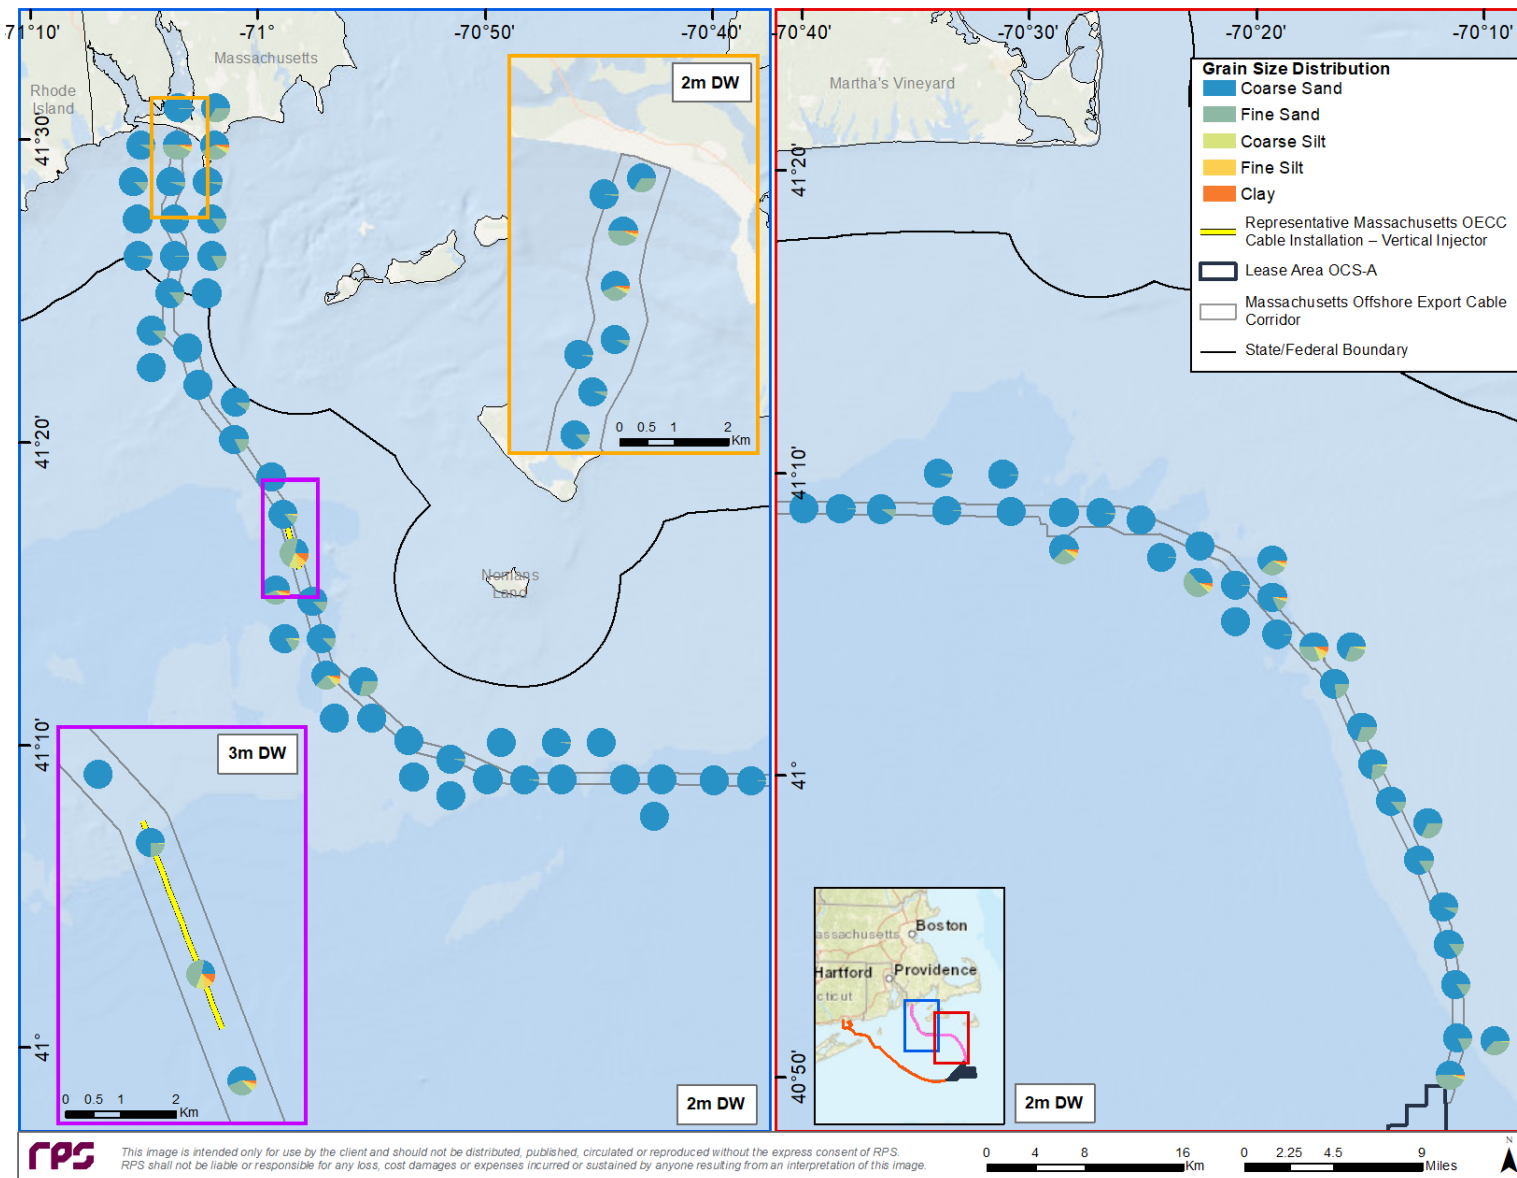 -71°10'
-71°
-70°50'
-70°40'
-70°40'
-70°30'
-70°20'
-70°10'
Massachusetts
Rhode
Island
41°30'
41°20'
41°10'
41°
2m DW
0 0.5 1 2
Km
Nomans
Land
3m DW
0 0.5 1 2
Km
2m DW
Martha's Vineyard
41°20'
41°10'
41°
40°50'
Grain Size Distribution
Coarse Sand
Fine Sand
Coarse Silt
Fine Silt
Clay
Representative Massachusetts OECC
Cable Installation – Vertical Injector
Lease Area OCS-A
Massachusetts Offshore Export Cable
Corridor
State/Federal Boundary
Boston
assachusetts
Hartford
Providence
cticut
2m DW
rps
This image is intended only for use by the client and should not be distributed, published, circulated or reproduced without the express consent of RPS.
RPS shall not be liable or responsible for any loss, cost damages or expenses incurred or sustained by anyone resulting from an interpretation of this image.
0 4 8 16
Km
0 2.25 4.5 9
Miles
N